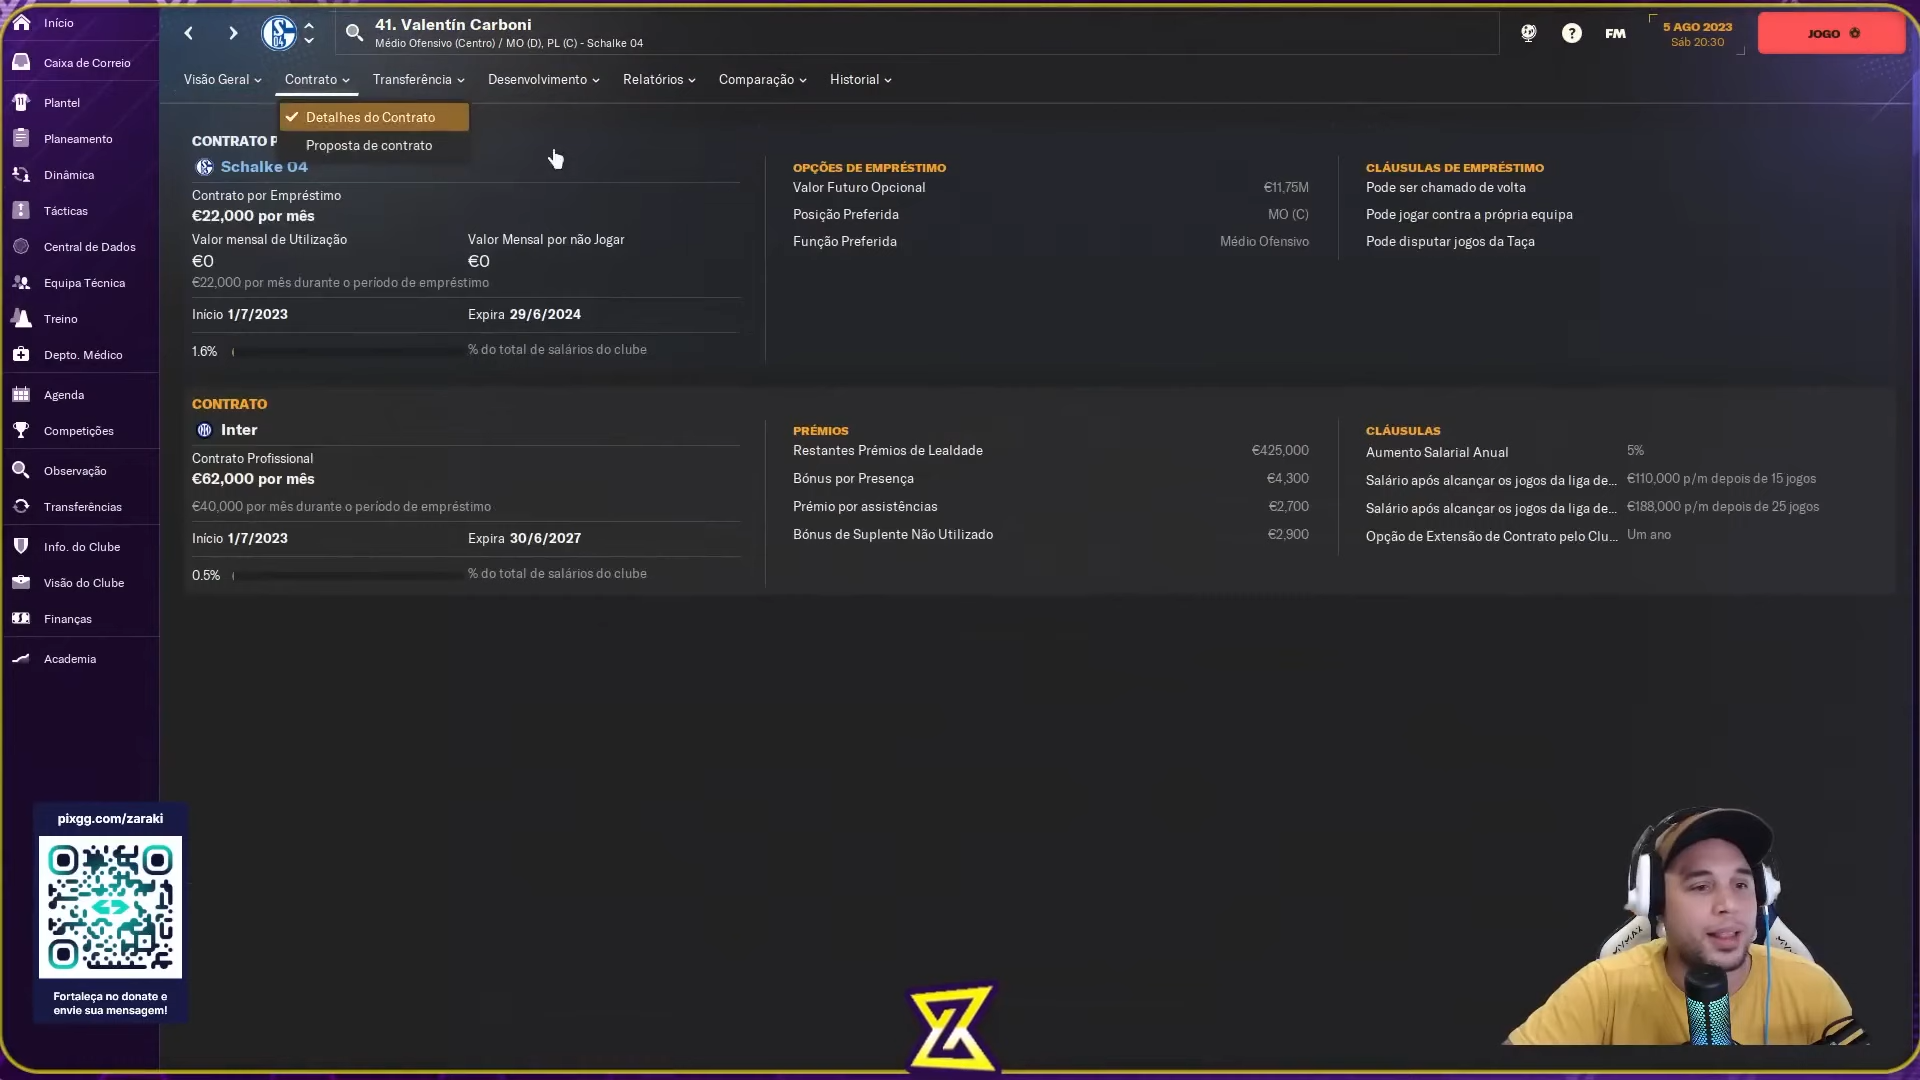 Início
Caixa de Correio
Plantel
Planeamento
Dinâmica
Tácticas
Central de Dados
Equipa Técnica
Treino
Depto. Médico
Agenda
Competições
Observação
Transferências
Info. do Clube
Visão do Clube
Finanças
Academia
41. Valentín Carboni
Médio Ofensivo (Centro) / MO (D), PL (C) - Schalke 04
FM
5 AGO 2023
Sáb 20:30
JOGO
Visão Geral Contrato Transferência Desenvolvimento Relatórios Comparação Historial
Detalhes do Contrato
Proposta de contrato
CONTRATO P
Schalke 04
Contrato por Empréstimo
€22,000 por mês
Valor mensal de Utilização Valor Mensal por não Jogar
€0 €0
€22,000 por mês durante o período de empréstimo
Início 1/7/2023 Expira 29/6/2024
1.6% % do total de salários do clube
OPÇÕES DE EMPRÉSTIMO
Valor Futuro Opcional €11,75M
Posição Preferida MO (C)
Função Preferida Médio Ofensivo
CLÁUSULAS DE EMPRÉSTIMO
Pode ser chamado de volta
Pode jogar contra a própria equipa
Pode disputar jogos da Taça
CONTRATO
Inter
Contrato Profissional
€62,000 por mês
€40,000 por mês durante o período de empréstimo
Início 1/7/2023 Expira 30/6/2027
0.5% % do total de salários do clube
PRÉMIOS
Restantes Prémios de Lealdade €425,000
Bónus por Presença €4,300
Prémio por assistências €2,700
Bónus de Suplente Não Utilizado €2,900
CLÁUSULAS
Aumento Salarial Anual 5%
Salário após alcançar os jogos da liga de... €110,000 p/m depois de 15 jogos
Salário após alcançar os jogos da liga de... €188,000 p/m depois de 25 jogos
Opção de Extensão de Contrato pelo Clu... Um ano
pixgg.com/zaraki
Fortaleça no donate e
envie sua mensagem!